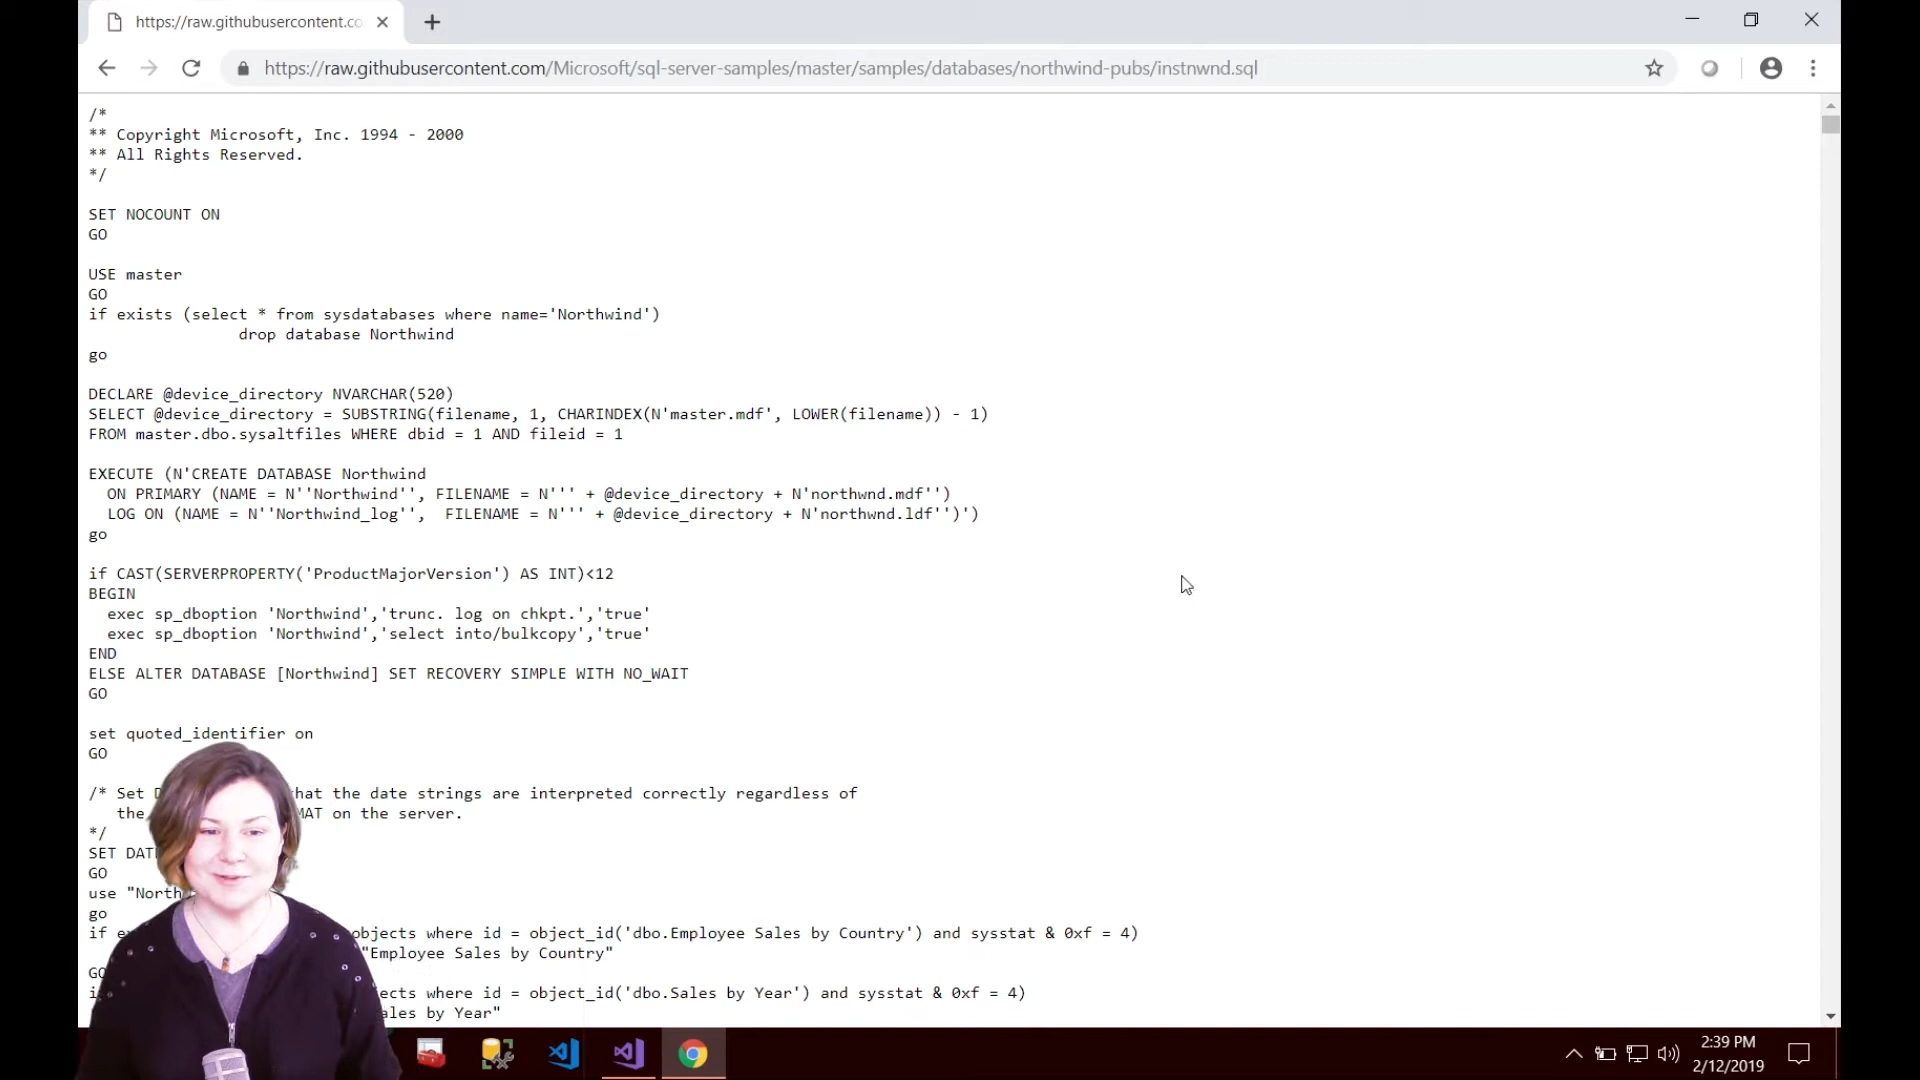 https://raw.githubusercontent.co
https://raw.githubusercontent.com/Microsoft/sql-server-samples/master/samples/databases/northwind-pubs/instnwnd.sql
/*
** Copyright Microsoft, Inc. 1994 - 2000
** All Rights Reserved.
*/
SET NOCOUNT ON
GO
USE master
GO
if exists (select * from sysdatabases where name='Northwind')
drop database Northwind
go
DECLARE @device_directory NVARCHAR(520)
SELECT @device_directory = SUBSTRING(filename, 1, CHARINDEX(N'master.mdf', LOWER(filename)) - 1)
FROM master.dbo.sysaltfiles WHERE dbid = 1 AND fileid = 1
EXECUTE (N'CREATE DATABASE Northwind
ON PRIMARY (NAME = N''Northwind'', FILENAME = N''' + @device_directory + N'northwnd.mdf'')
LOG ON (NAME = N''Northwind_log'',  FILENAME = N''' + @device_directory + N'northwnd.ldf'')')
go
if CAST(SERVERPROPERTY('ProductMajorVersion') AS INT)<12
BEGIN
exec sp_dboption 'Northwind','trunc. log on chkpt.','true'
exec sp_dboption 'Northwind','select into/bulkcopy','true'
END
ELSE ALTER DATABASE [Northwind] SET RECOVERY SIMPLE WITH NO_WAIT
GO
set quoted_identifier on
GO
/* Set that the date strings are interpreted correctly regardless of
the MAT on the server.
*/
SET DAT
GO
use "North
go
if e objects where id = object_id('dbo.Employee Sales by Country') and sysstat & 0xf = 4)
"Employee Sales by Country"
GO
i ects where id = object_id('dbo.Sales by Year') and sysstat & 0xf = 4)
ales by Year"
2:39 PM
2/12/2019